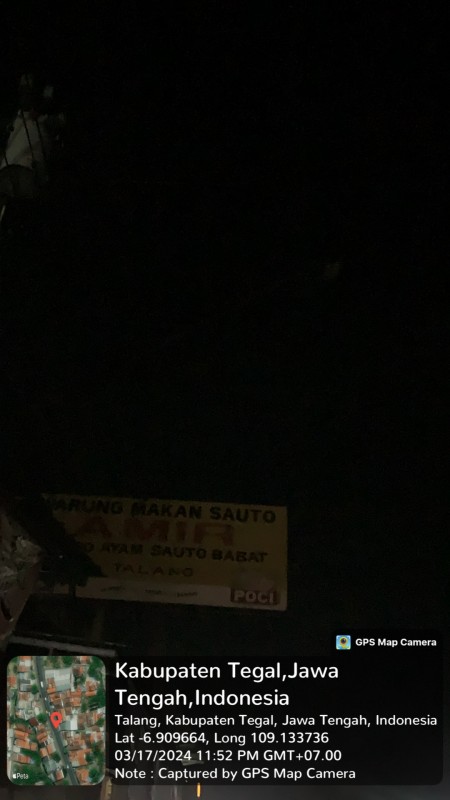 ARUNG MAKAN SAUTO
AMIR
AYAM SAUTO BABAT
TALANG
POCI
GPS Map Camera
Kabupaten Tegal,Jawa
Tengah,Indonesia
Talang, Kabupaten Tegal, Jawa Tengah, Indonesia
Lat -6.909664, Long 109.133736
03/17/2024 11:52 PM GMT+07.00
Note : Captured by GPS Map Camera
Peta